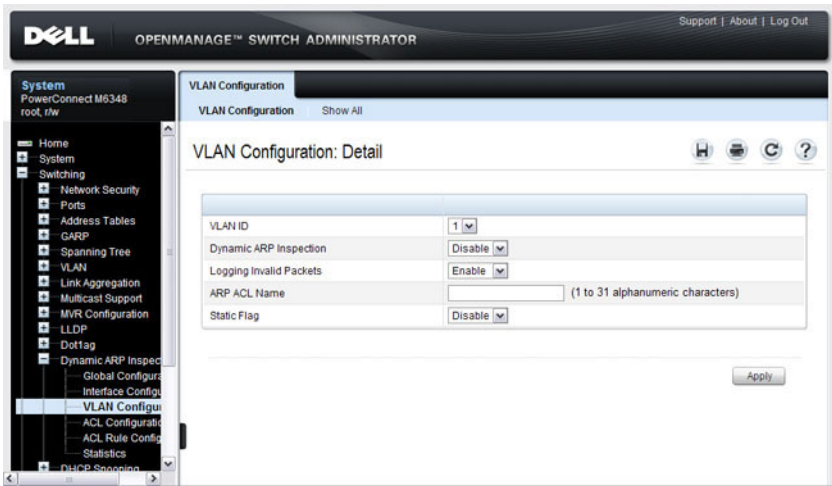 Support | About | Log Out
DELL
OPENMANAGE™ SWITCH ADMINISTRATOR
System
PowerConnect M6348
root, r/w
Home
System
Switching
Network Security
Ports
Address Tables
GARP
Spanning Tree
VLAN
Link Aggregation
Multicast Support
MVR Configuration
LLDP
Dot1ag
Dynamic ARP Inspec
Global Configura
Interface Configu
VLAN Configur
ACL Configuratio
ACL Rule Config
Statistics
DHCP Snooping
VLAN Configuration
VLAN Configuration Show All
VLAN Configuration: Detail
VLAN ID 1
Dynamic ARP Inspection Disable
Logging Invalid Packets Enable
ARP ACL Name (1 to 31 alphanumeric characters)
Static Flag Disable
Apply